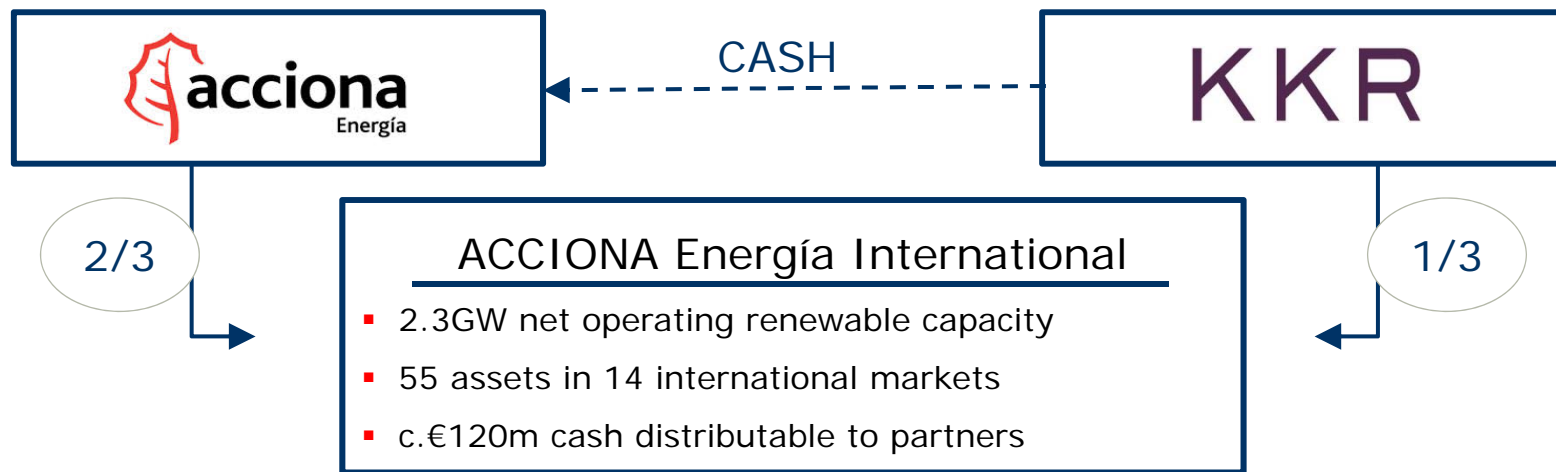 acciona
Energía
CASH
KKR
2/3
ACCIONA Energía International
1/3
▪ 2.3GW net operating renewable capacity
▪ 55 assets in 14 international markets
▪ c.€120m cash distributable to partners